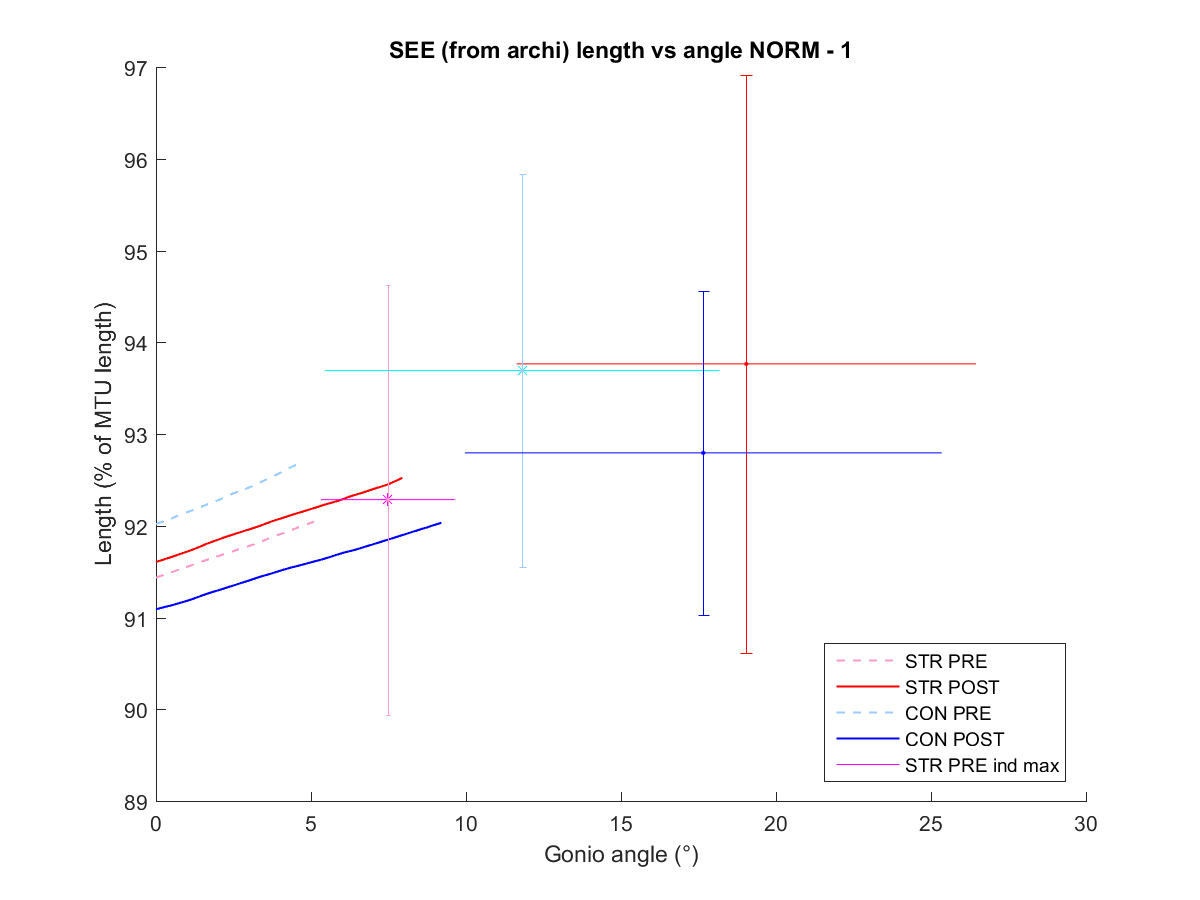 SEE (from archi) length vs angle NORM - 1
Length (% of MTU length)
97
96
95
94
93
92
91
90
89
0 5 10 15 20 25 30
Gonio angle (°)
STR PRE
STR POST
CON PRE
CON POST
STR PRE ind max